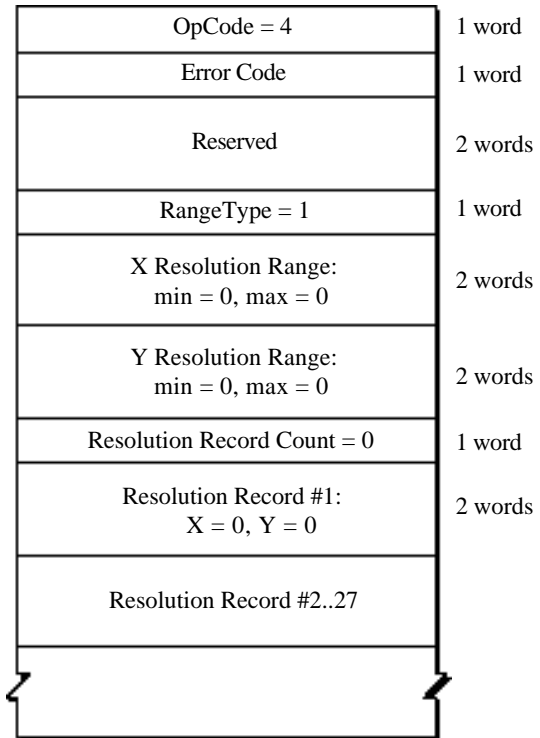 OpCode = 4 1 word
Error Code 1 word
Reserved 2 words
RangeType = 1 1 word
X Resolution Range: 2 words
min = 0, max = 0
Y Resolution Range: 2 words
min = 0, max = 0
Resolution Record Count = 0 1 word
Resolution Record #1: 2 words
X = 0, Y = 0
Resolution Record #2..27